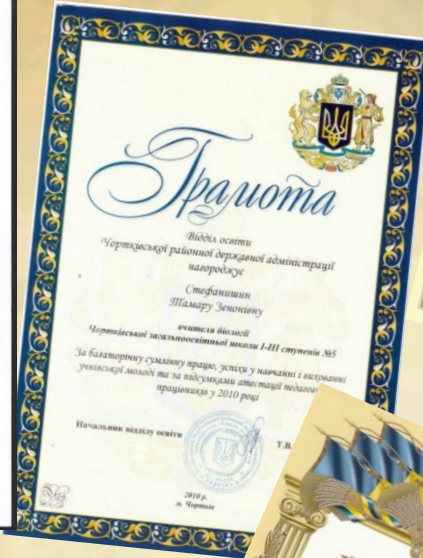 Грамота
Відділ освіти
Чортківської районної державної адміністрації
нагороджує
Стефанишин
Тамару Зеновіївну
вчителя біології
Чортківської загальноосвітньої школи І-ІІІ ступенів №5
За багаторічну сумлінну працю, успіхи у навчанні і вихованні
учнівської молоді та за підсумками атестації
працівників у 2010 році
Начальник відділу освіти
Т.В.
2010 р.
м. Чортків